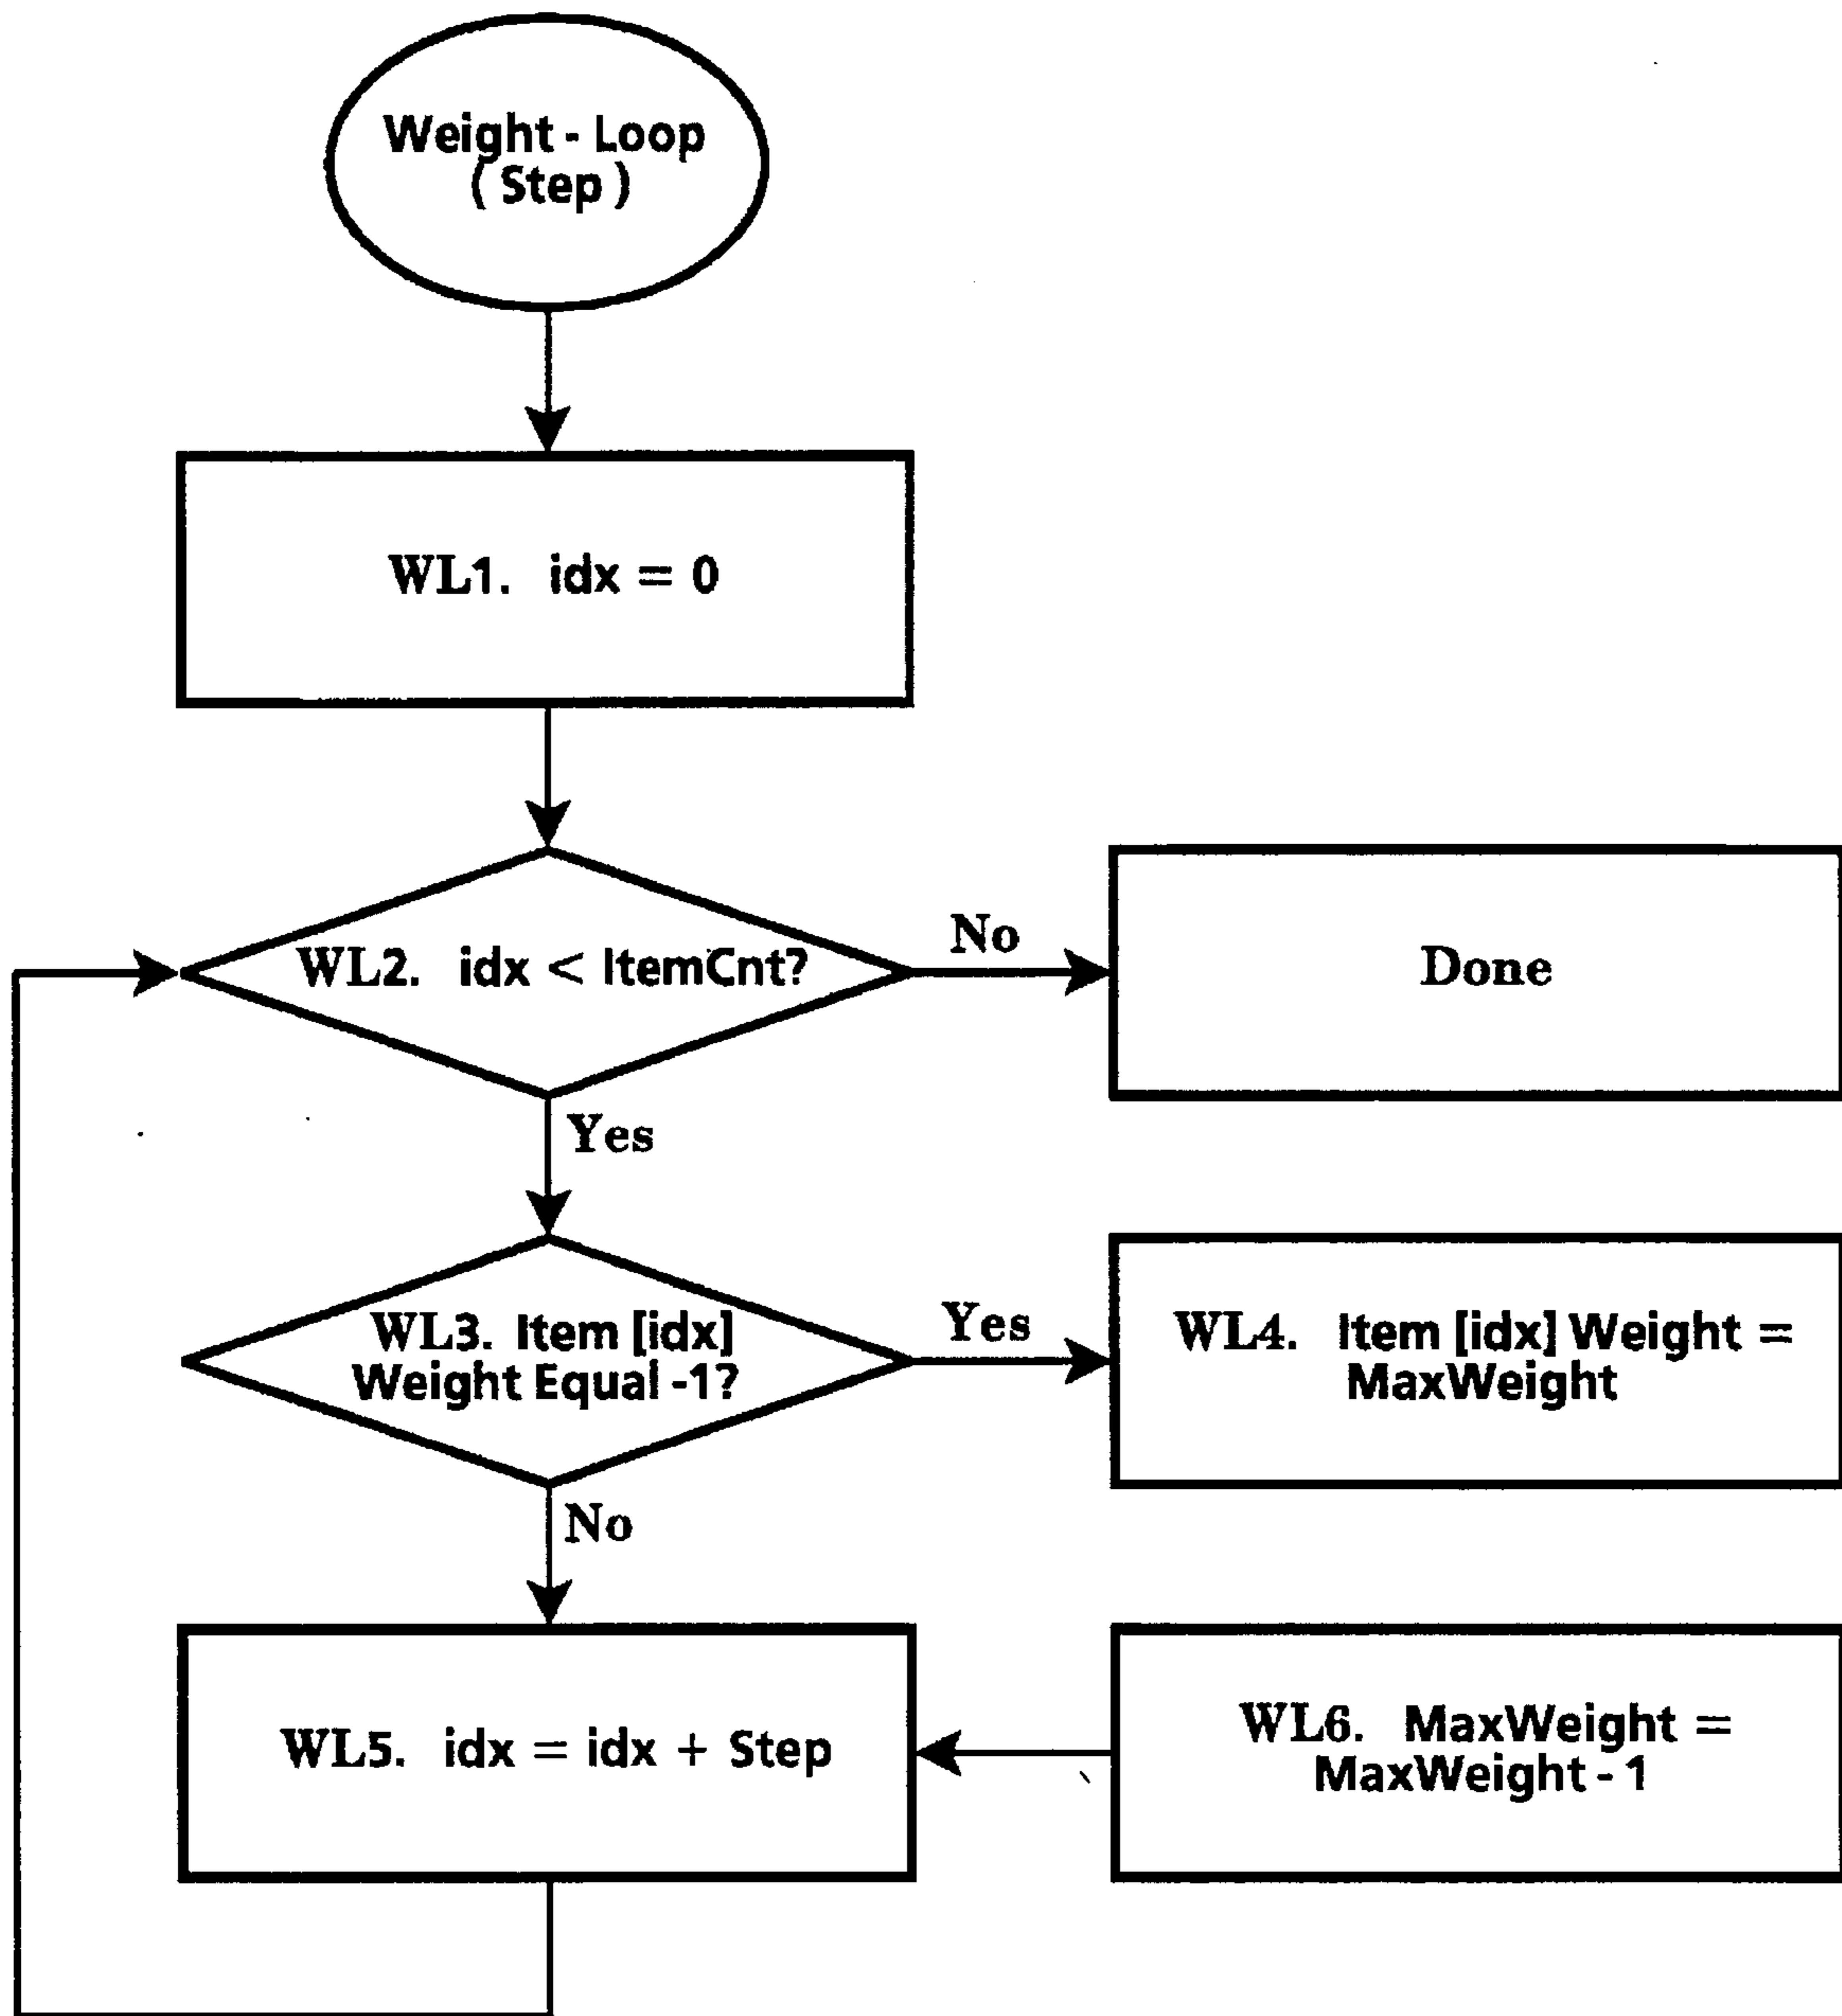 Weight - Loop
( Step )
WL1. idx = 0
WL2. idx < ItemCnt?
No
Done
Yes
WL3. Item [idx]
Weight Equal -1?
Yes
WL4. Item [idx] Weight =
MaxWeight
No
WL5. idx = idx + Step
WL6. MaxWeight =
MaxWeight - 1